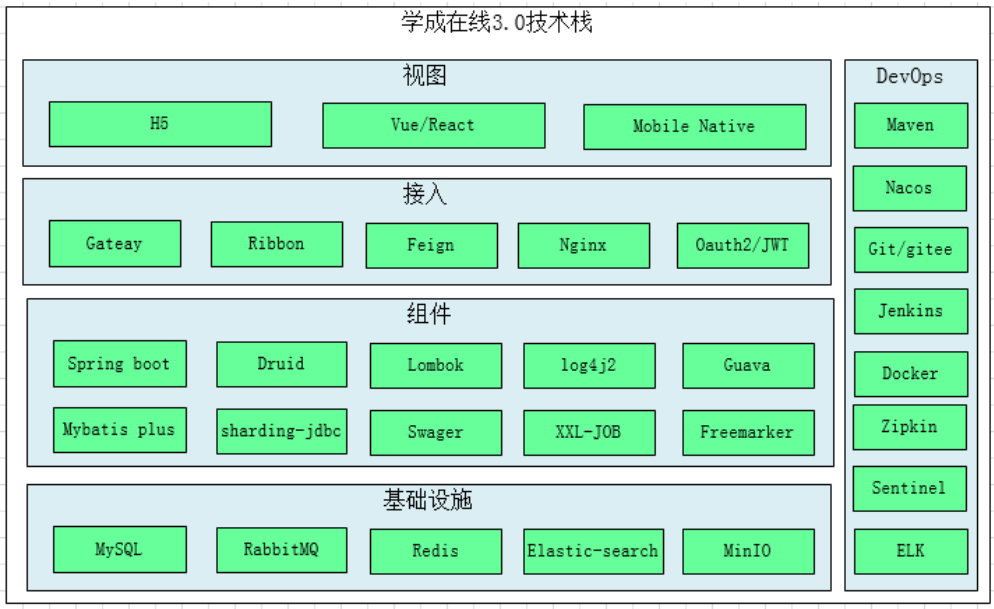 学成在线3.0技术栈
视图
H5
Vue/React
Mobile Native
接入
Gateay
Ribbon
Feign
Nginx
Oauth2/JWT
组件
Spring boot
Druid
Lombok
log4j2
Guava
Mybatis plus
sharding-jdbc
Swager
XXL-JOB
Freemarker
基础设施
MySQL
RabbitMQ
Redis
Elastic-search
MinIO
DevOps
Maven
Nacos
Git/gitee
Jenkins
Docker
Zipkin
Sentinel
ELK